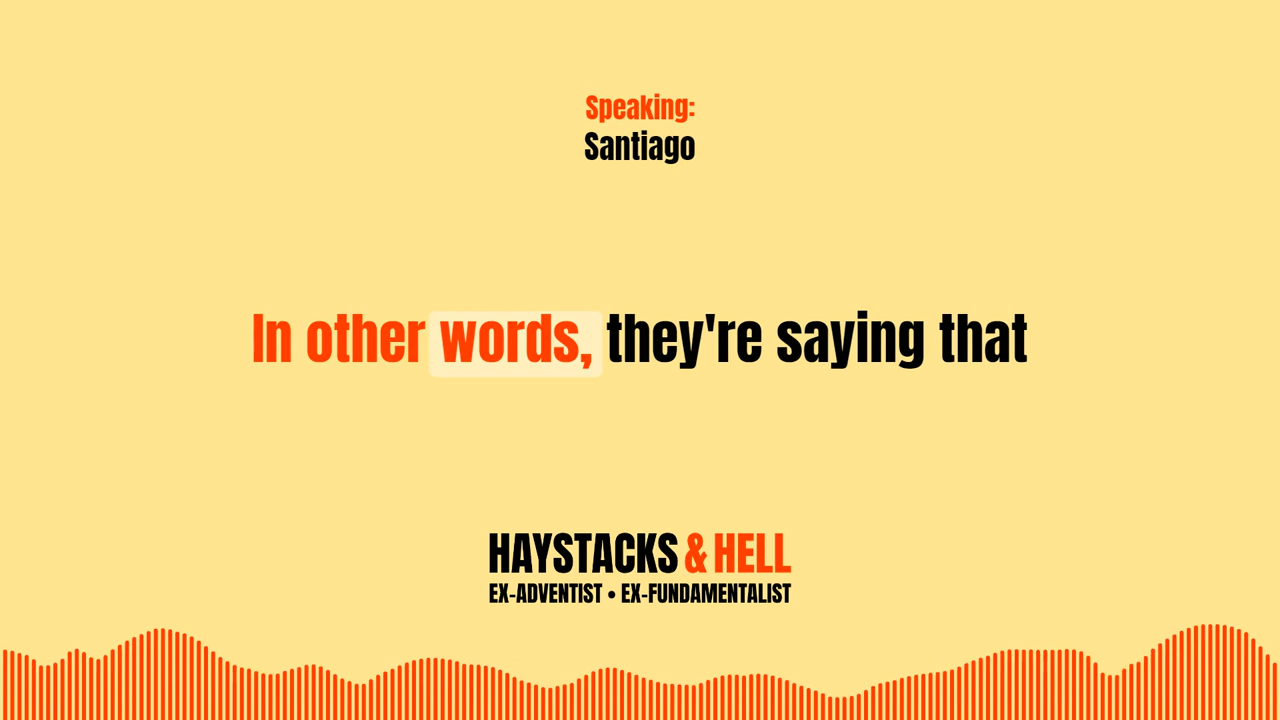 Speaking:
Santiago
In other words, they're saying that
HAYSTACKS & HELL
EX-ADVENTIST • EX-FUNDAMENTALIST